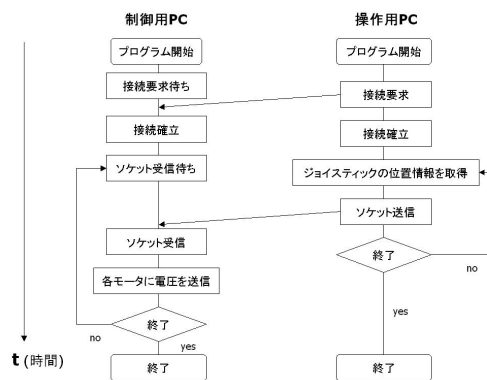 制御用PC
操作用PC
プログラム開始
プログラム開始
接続要求待ち
接続要求
接続確立
接続確立
ソケット受信待ち
ジョイスティックの位置情報を取得
ソケット送信
ソケット受信
終了
no
各モータに電圧を送信
yes
終了
no
yes
t (時間)
終了
終了